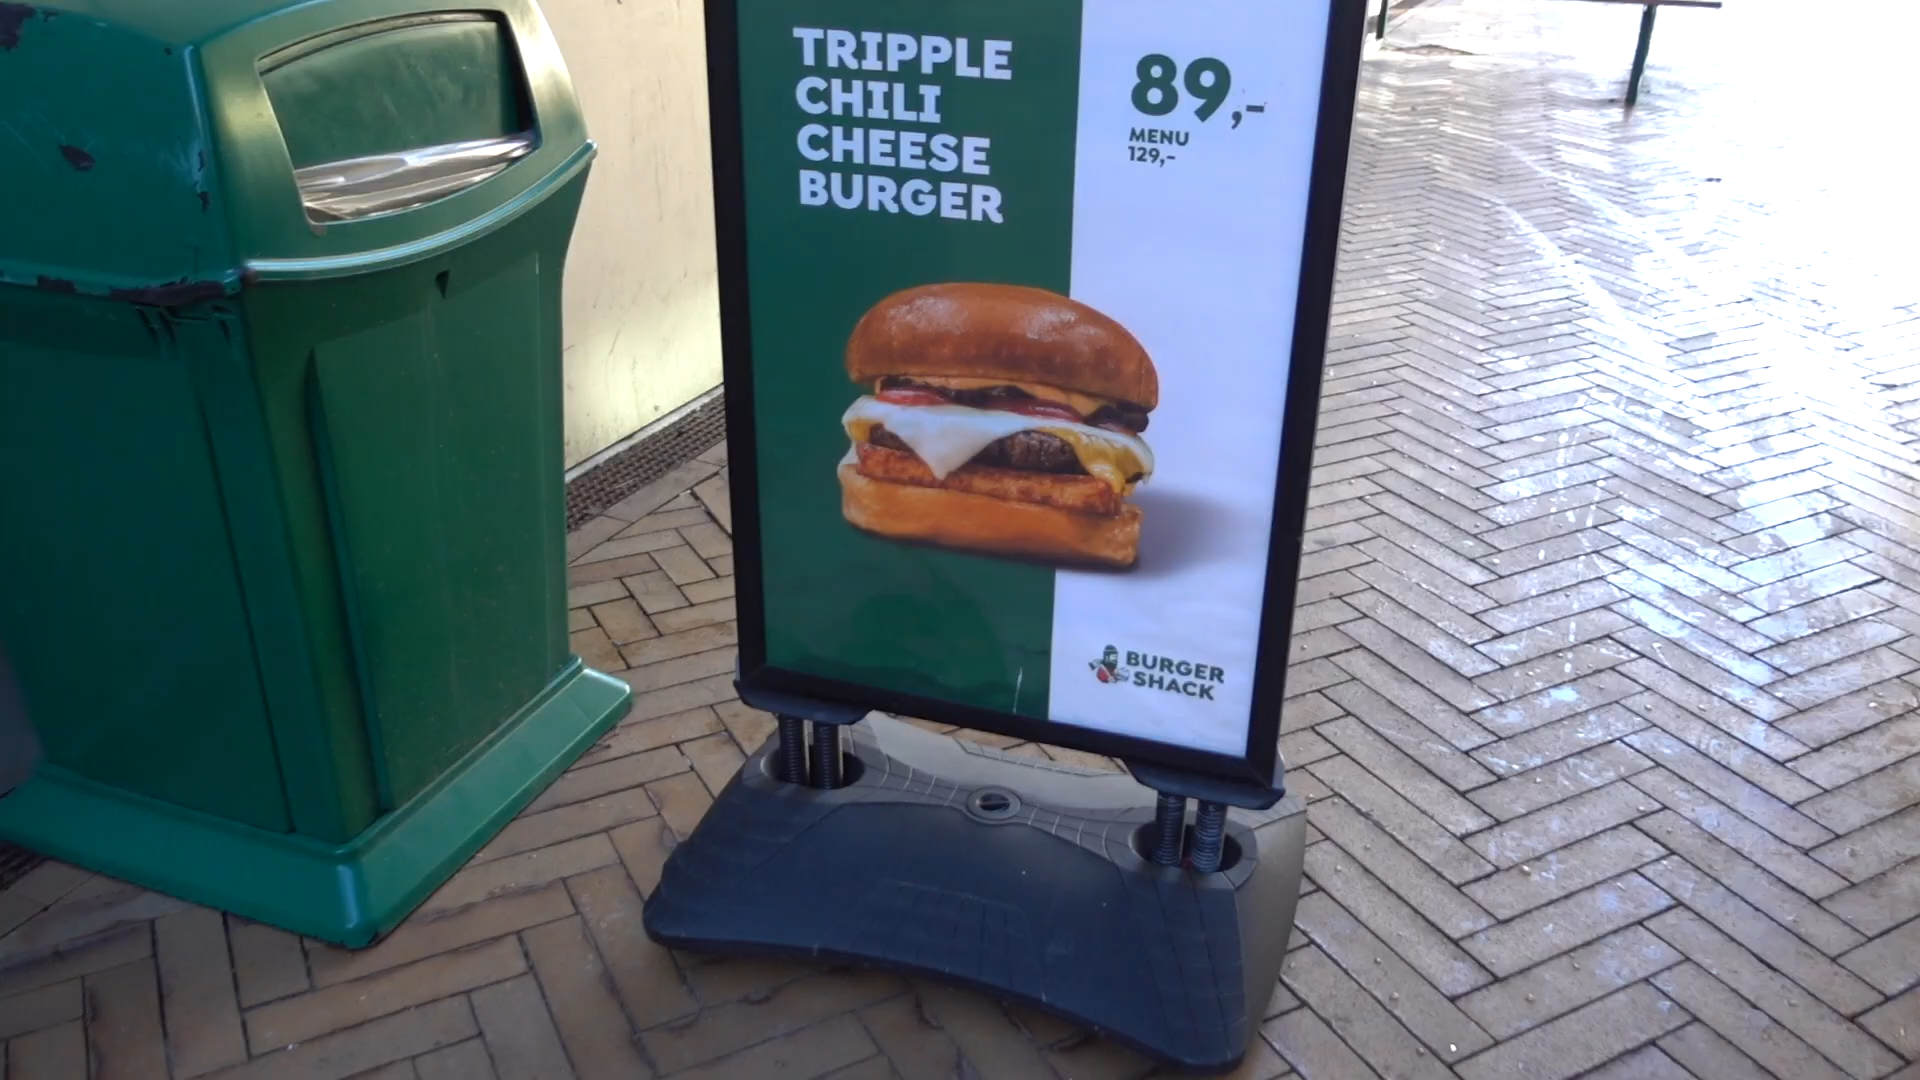 TRIPPLE
CHILI
CHEESE
BURGER
89,-
MENU
129,-
BURGER
SHACK